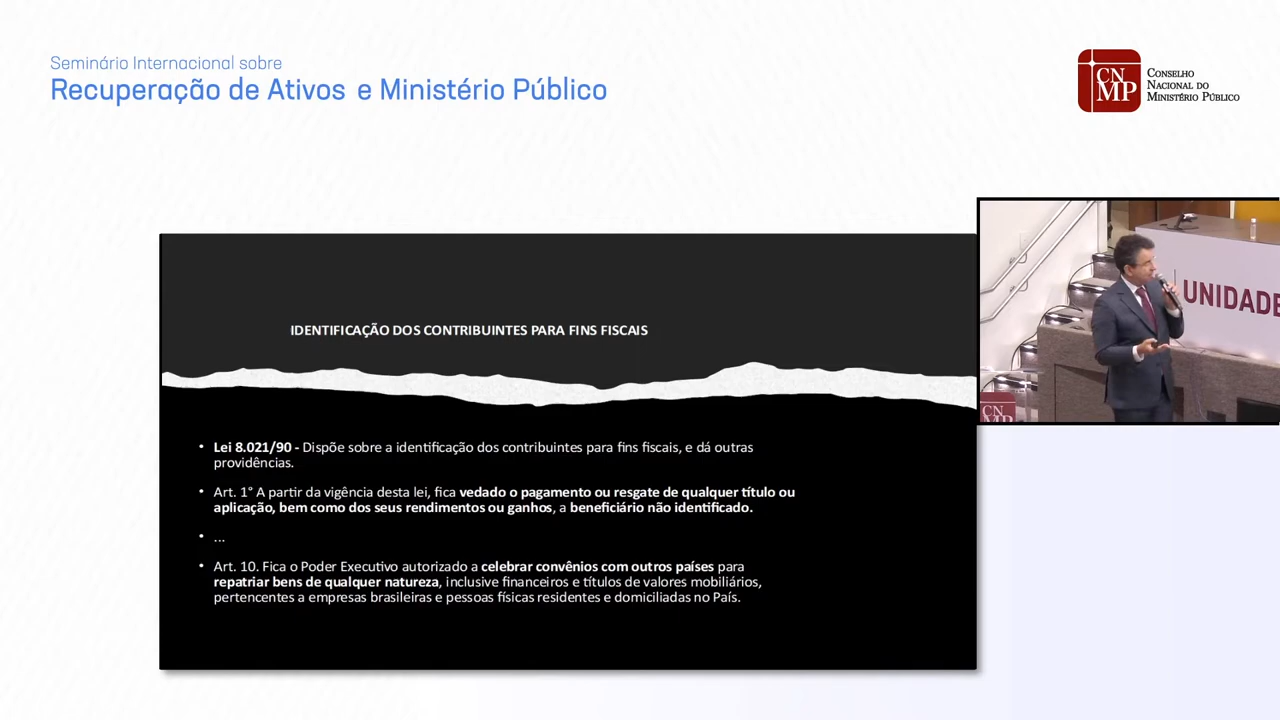 Seminário Internacional sobre
Recuperação de Ativos e Ministério Público
CN
MP
CONSELHO
NACIONAL DO
MINISTÉRIO PÚBLICO
IDENTIFICAÇÃO DOS CONTRIBUINTES PARA FINS FISCAIS
• Lei 8.021/90 - Dispõe sobre a identificação dos contribuintes para fins fiscais, e dá outras
providências.
• Art. 1° A partir da vigência desta lei, fica vedado o pagamento ou resgate de qualquer título ou
aplicação, bem como dos seus rendimentos ou ganhos, a beneficiário não identificado.
• ...
• Art. 10. Fica o Poder Executivo autorizado a celebrar convênios com outros países para
repatriar bens de qualquer natureza, inclusive financeiros e títulos de valores mobiliários,
pertencentes a empresas brasileiras e pessoas físicas residentes e domiciliadas no País.
UNIDADE
CN